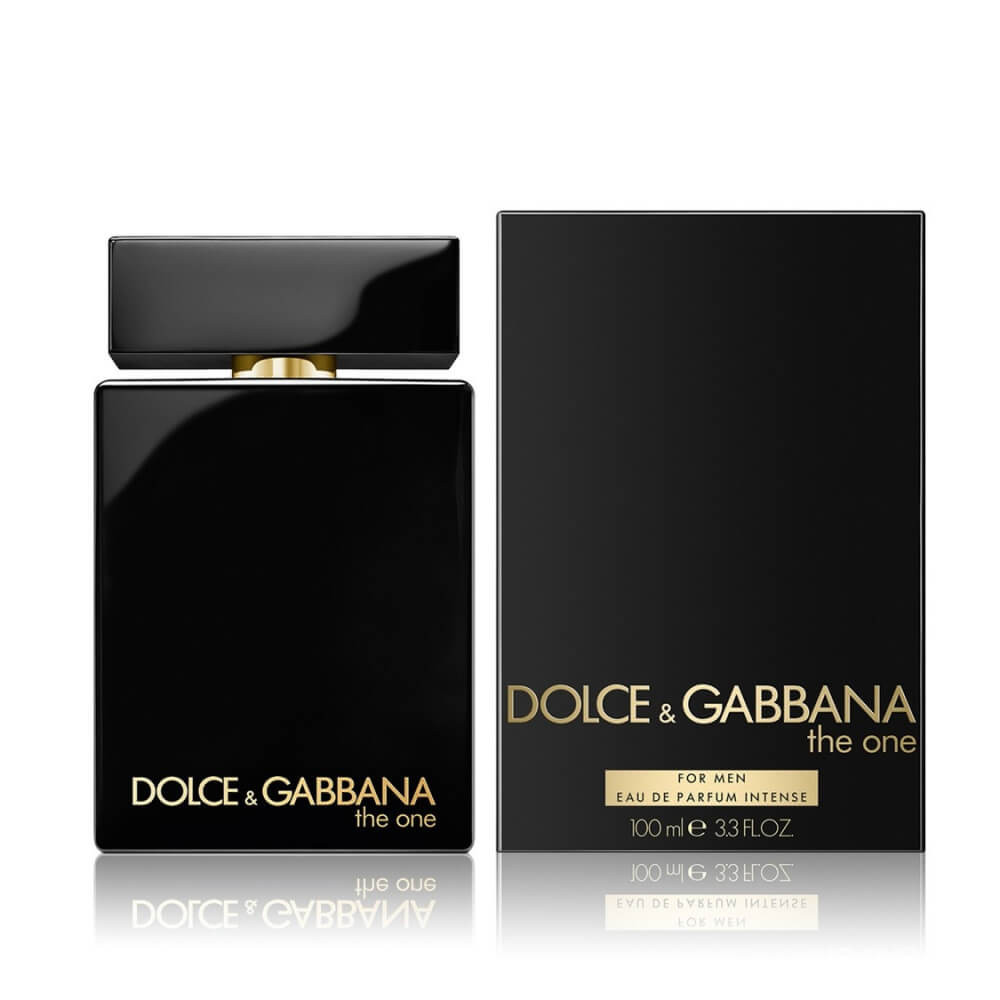 DOLCE & GABBANA
the one
DOLCE & GABBANA
the one
FOR MEN
EAU DE PARFUM INTENSE
100 ml e 3.3 FL.OZ.